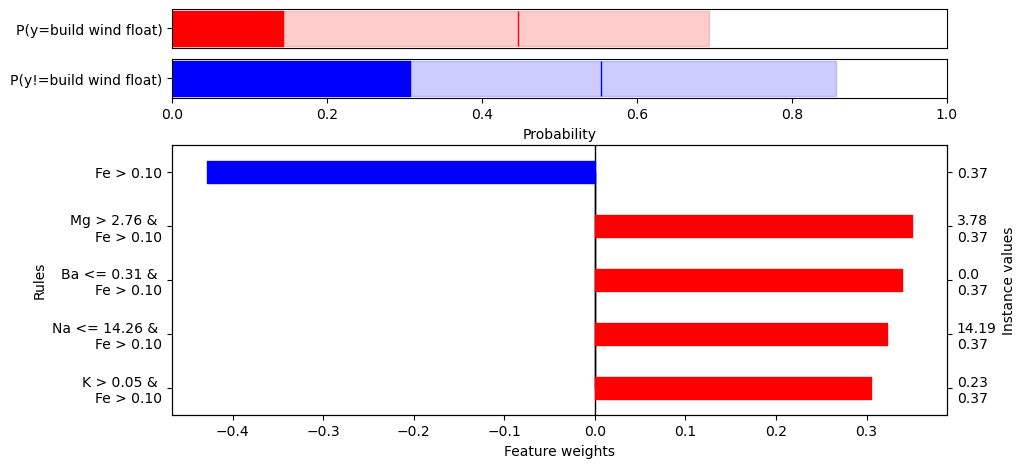 P(y=build wind float)
P(y!=build wind float)
0.0 0.2 0.4 0.6 0.8 1.0
Probability
Rules
Fe > 0.10
Mg > 2.76 &
Fe > 0.10
Ba <= 0.31 &
Fe > 0.10
Na <= 14.26 &
Fe > 0.10
K > 0.05 &
Fe > 0.10
0.37
3.78
0.37
0.0
0.37
14.19
0.37
0.23
0.37
Instance values
−0.4 −0.3 −0.2 −0.1 0.0 0.1 0.2 0.3
Feature weights